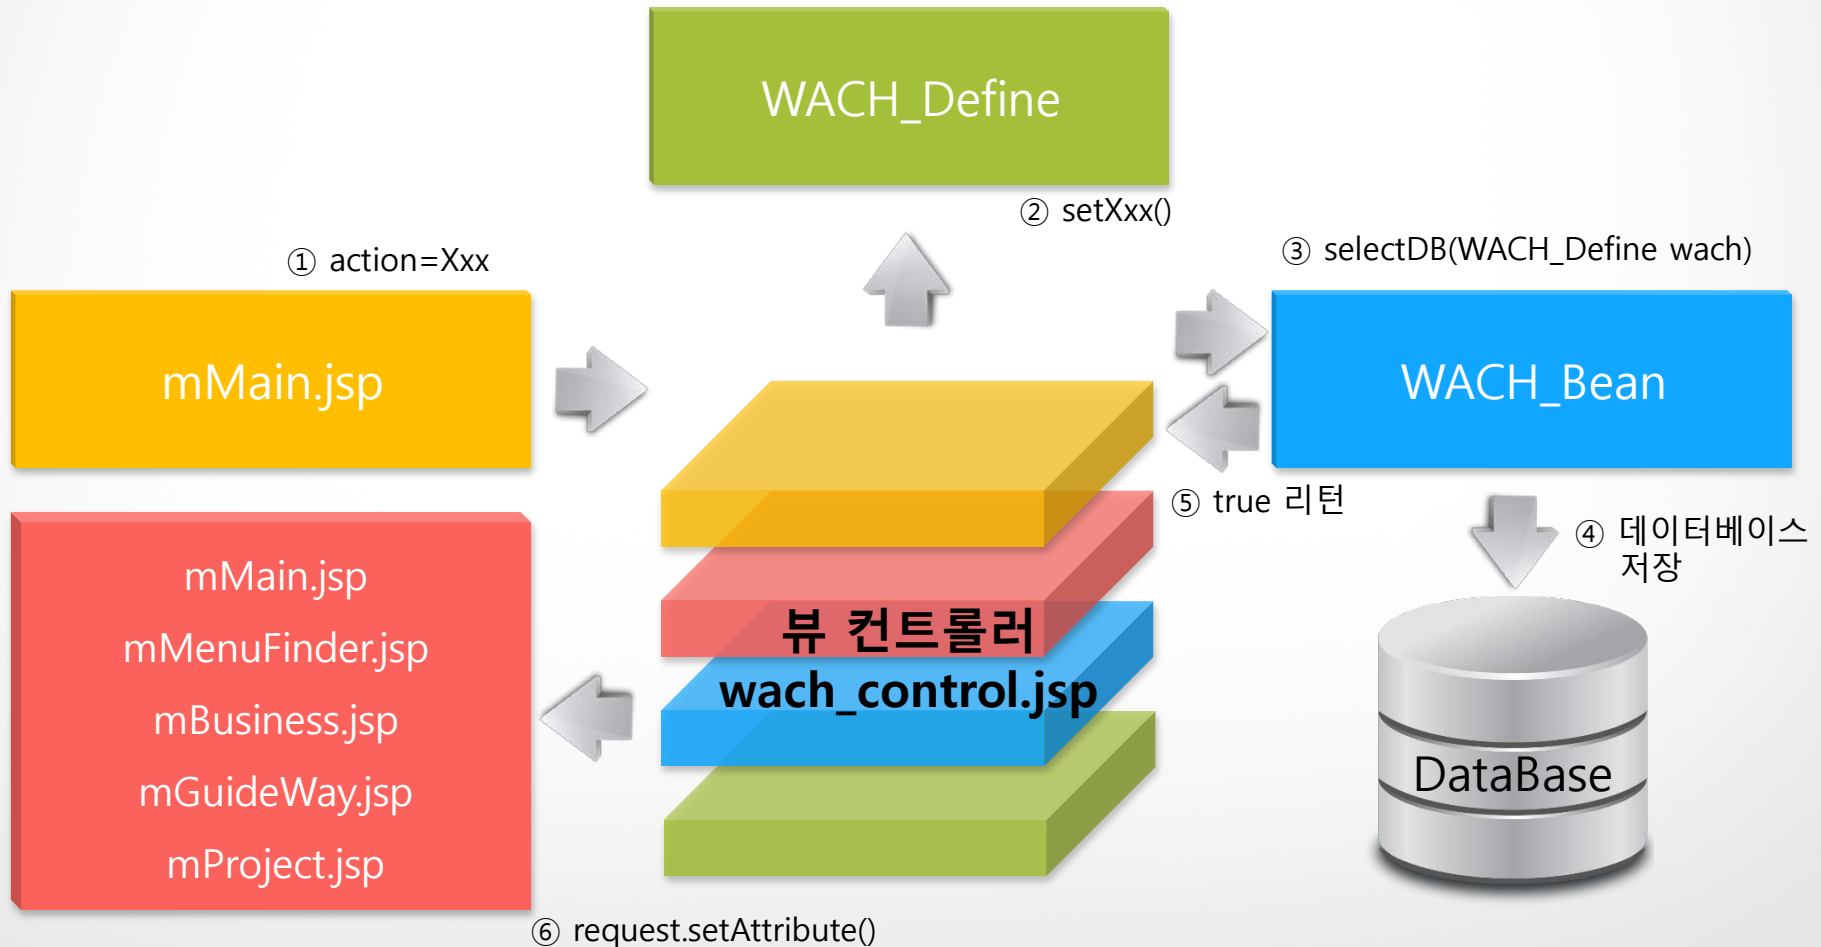 WACH_Define
② setXxx()
① action=Xxx
③ selectDB(WACH_Define wach)
mMain.jsp
WACH_Bean
⑤ true 리턴
④ 데이터베이스
저장
mMain.jsp
mMenuFinder.jsp
mBusiness.jsp
mGuideWay.jsp
mProject.jsp
뷰 컨트롤러
wach_control.jsp
DataBase
⑥ request.setAttribute()